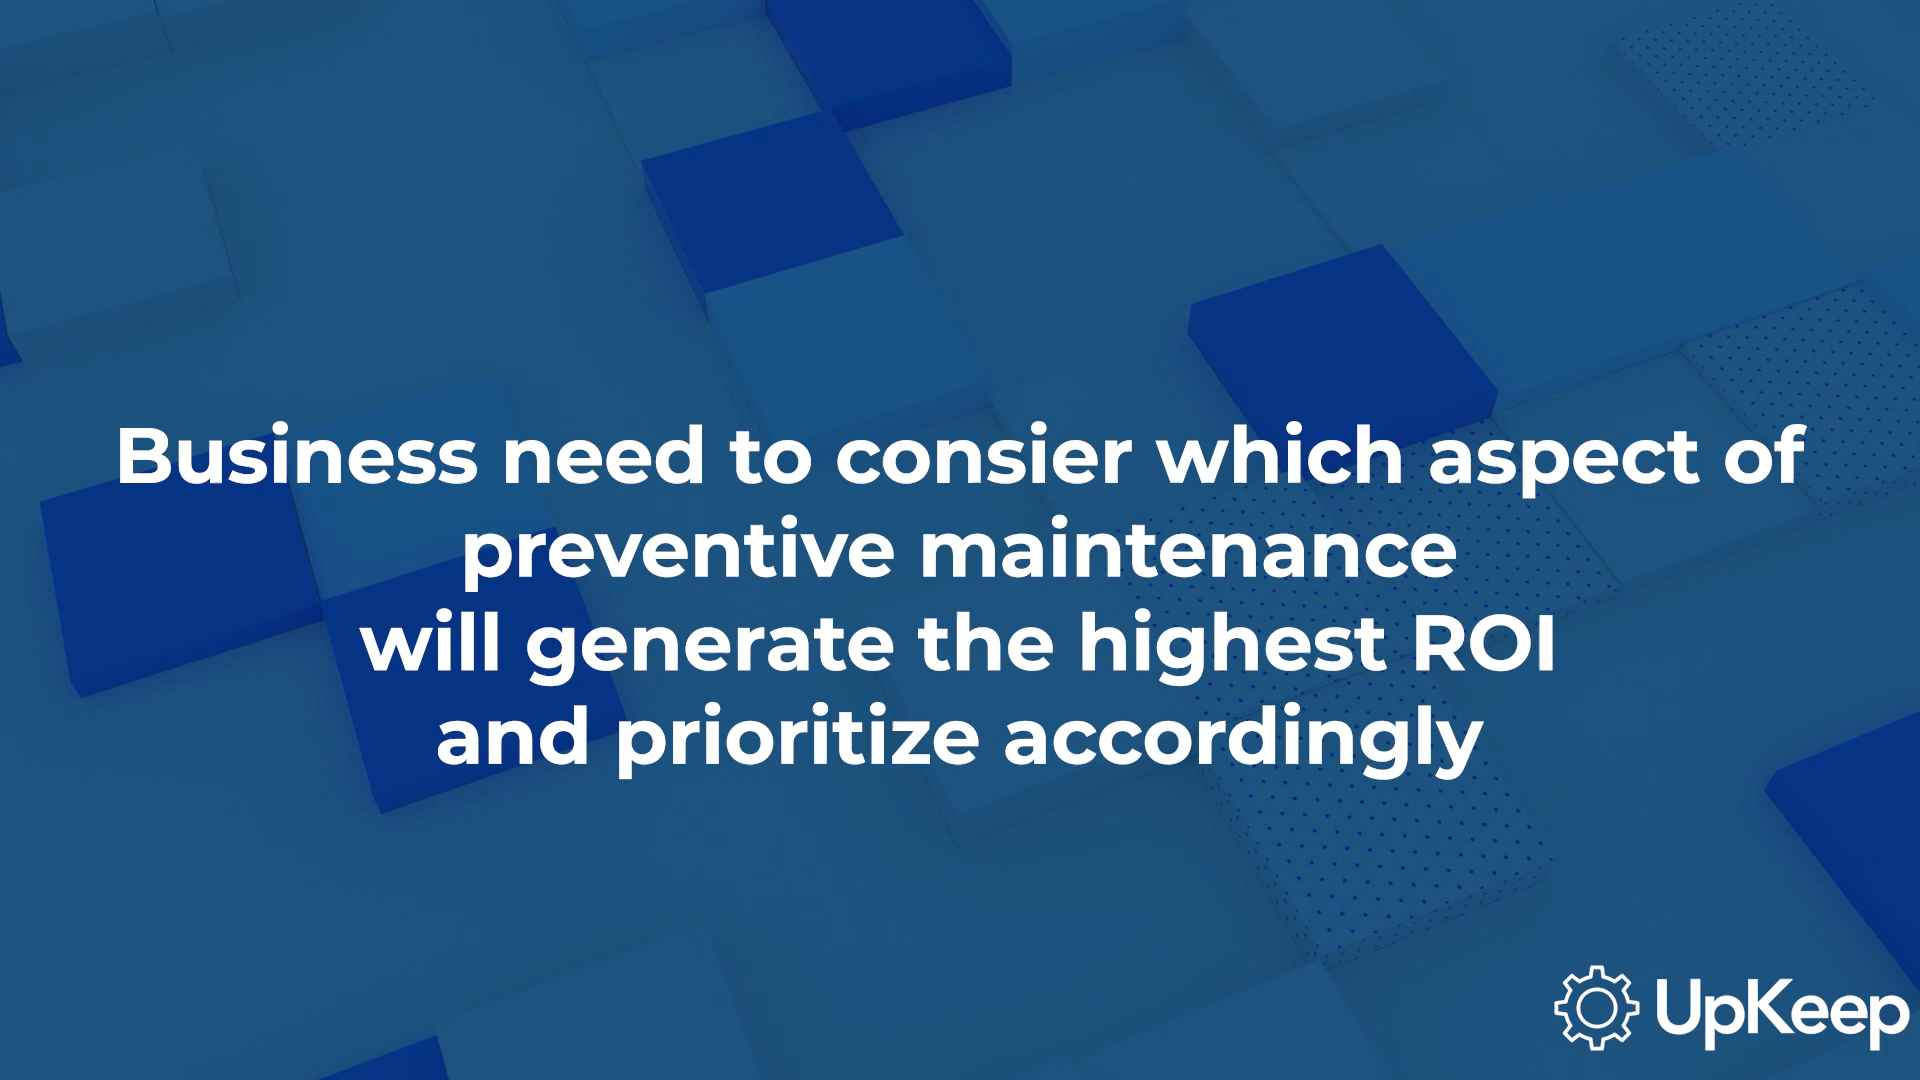 Business need to consier which aspect of
preventive maintenance
will generate the highest ROI
and prioritize accordingly
UpKeep